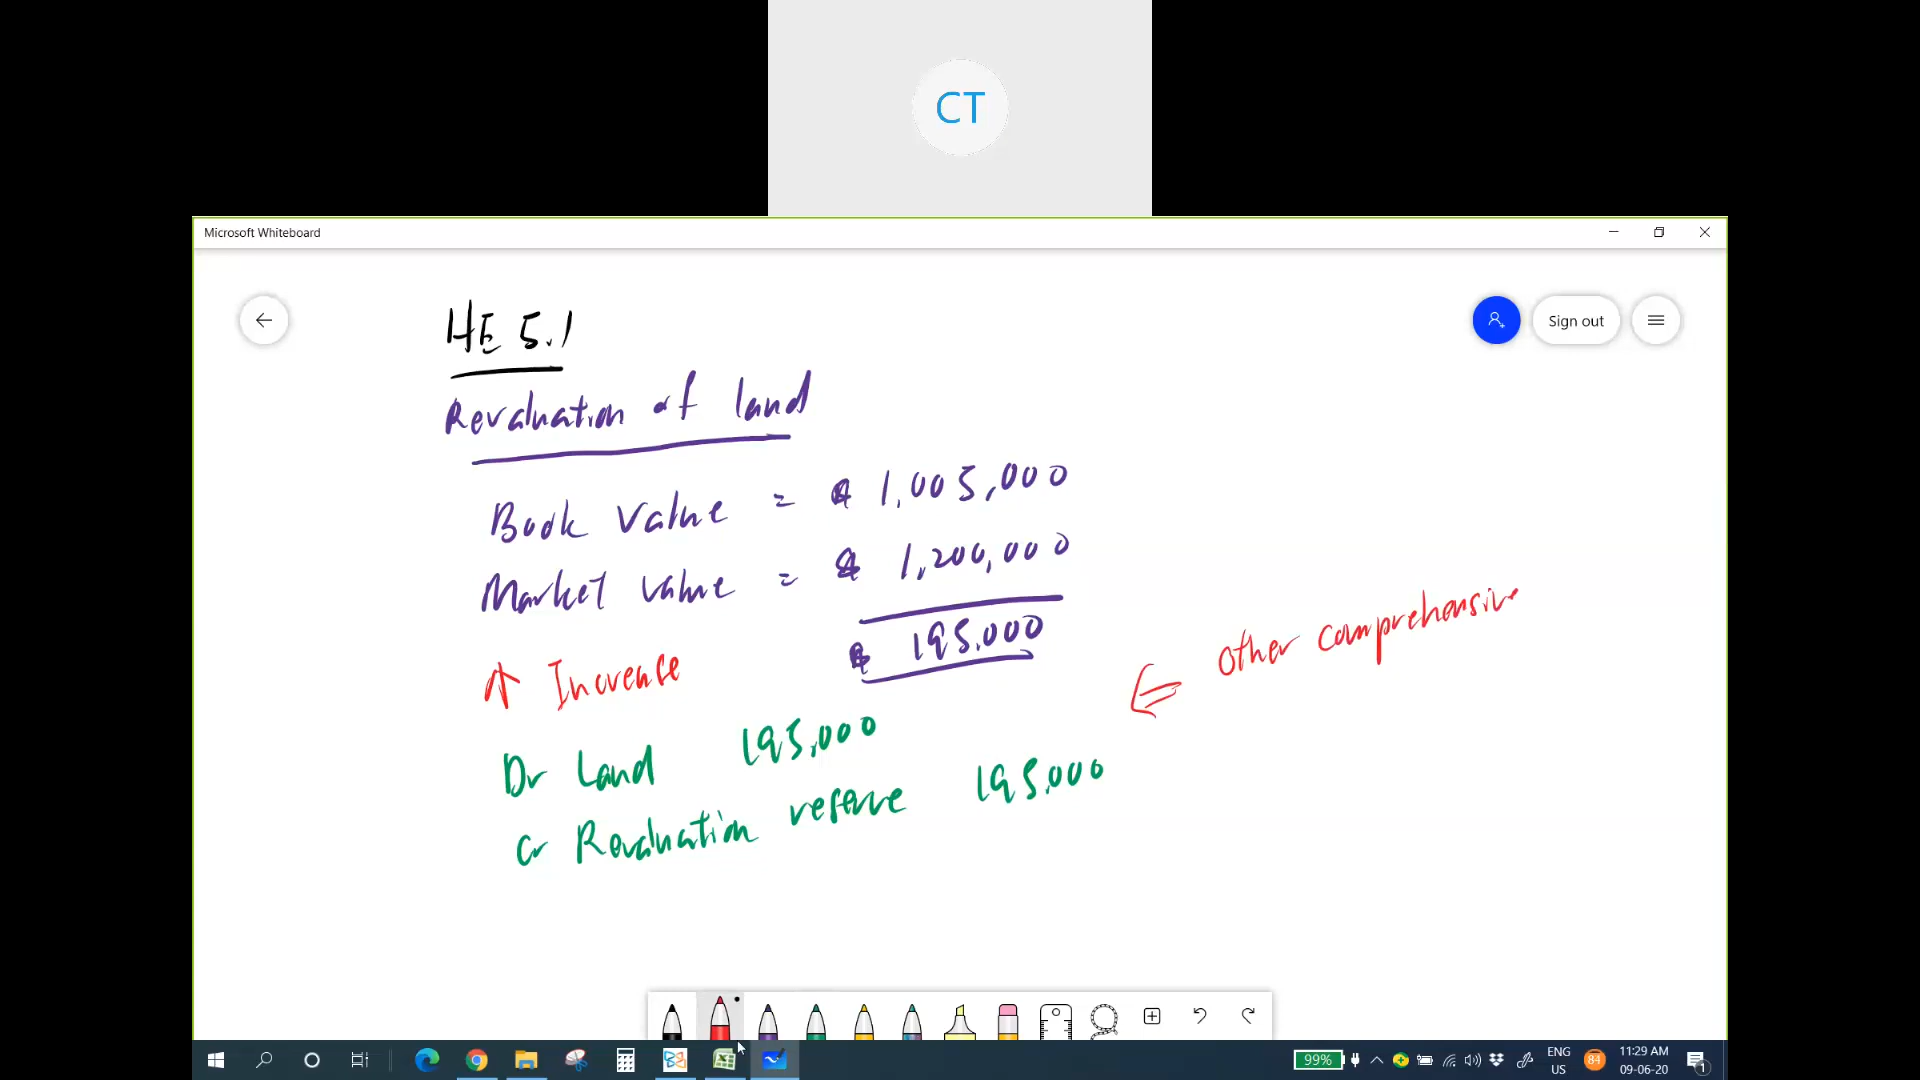 CT
Microsoft Whiteboard
Sign out
HE 5.1
Revaluation of land
Book value = $ 1,005,000
Market value = $ 1,200,000
$ 195,000
↑ Increase
Other comprehensive
Dr Land 195,000
Cr Revaluation reserve 195,000
99%
ENG
US
84
11:29 AM
09-06-20
1